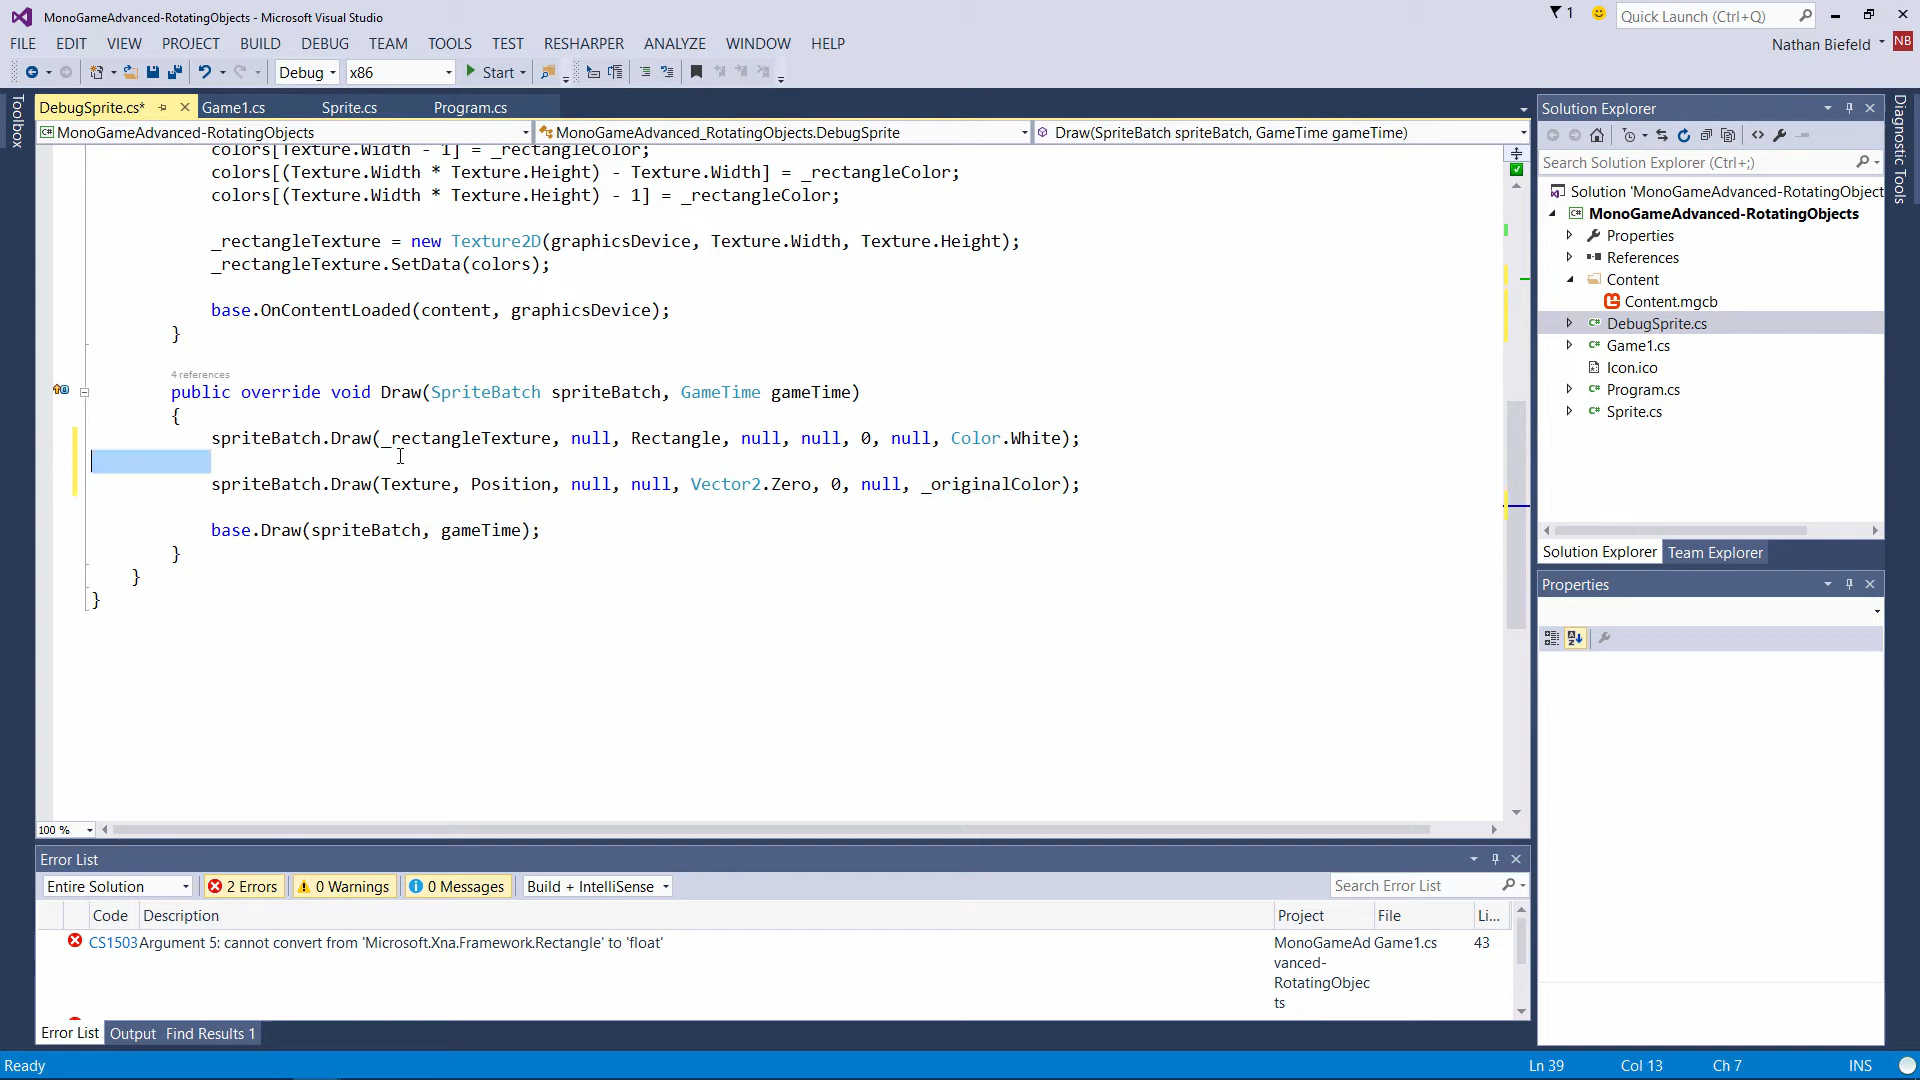 MonoGameAdvanced-RotatingObjects - Microsoft Visual Studio
1
Quick Launch (Ctrl+Q)
FILE EDIT VIEW PROJECT BUILD DEBUG TEAM TOOLS TEST RESHARPER ANALYZE WINDOW HELP
Nathan Biefeld NB
Debug x86 Start
Toolbox
DebugSprite.cs* Game1.cs Sprite.cs Program.cs
MonoGameAdvanced-RotatingObjects MonoGameAdvanced_RotatingObjects.DebugSprite Draw(SpriteBatch spriteBatch, GameTime gameTime)
colors[Texture.Width - 1] = _rectangleColor;
colors[(Texture.Width * Texture.Height) - Texture.Width] = _rectangleColor;
colors[(Texture.Width * Texture.Height) - 1] = _rectangleColor;
_rectangleTexture = new Texture2D(graphicsDevice, Texture.Width, Texture.Height);
_rectangleTexture.SetData(colors);
base.OnContentLoaded(content, graphicsDevice);
}
4 references
public override void Draw(SpriteBatch spriteBatch, GameTime gameTime)
{
spriteBatch.Draw(_rectangleTexture, null, Rectangle, null, null, 0, null, Color.White);
spriteBatch.Draw(Texture, Position, null, null, Vector2.Zero, 0, null, _originalColor);
base.Draw(spriteBatch, gameTime);
}
}
}
100 %
Solution Explorer
Search Solution Explorer (Ctrl+;)
Solution 'MonoGameAdvanced-RotatingObject
MonoGameAdvanced-RotatingObjects
Properties
References
Content
Content.mgcb
DebugSprite.cs
Game1.cs
Icon.ico
Program.cs
Sprite.cs
Solution Explorer Team Explorer
Properties
Diagnostic Tools
Error List
Entire Solution 2 Errors 0 Warnings 0 Messages Build + IntelliSense Search Error List
Code Description Project File Li...
CS1503 Argument 5: cannot convert from 'Microsoft.Xna.Framework.Rectangle' to 'float' MonoGameAd Game1.cs 43
vanced-
RotatingObjec
ts
Error List Output Find Results 1
Ready Ln 39 Col 13 Ch 7 INS